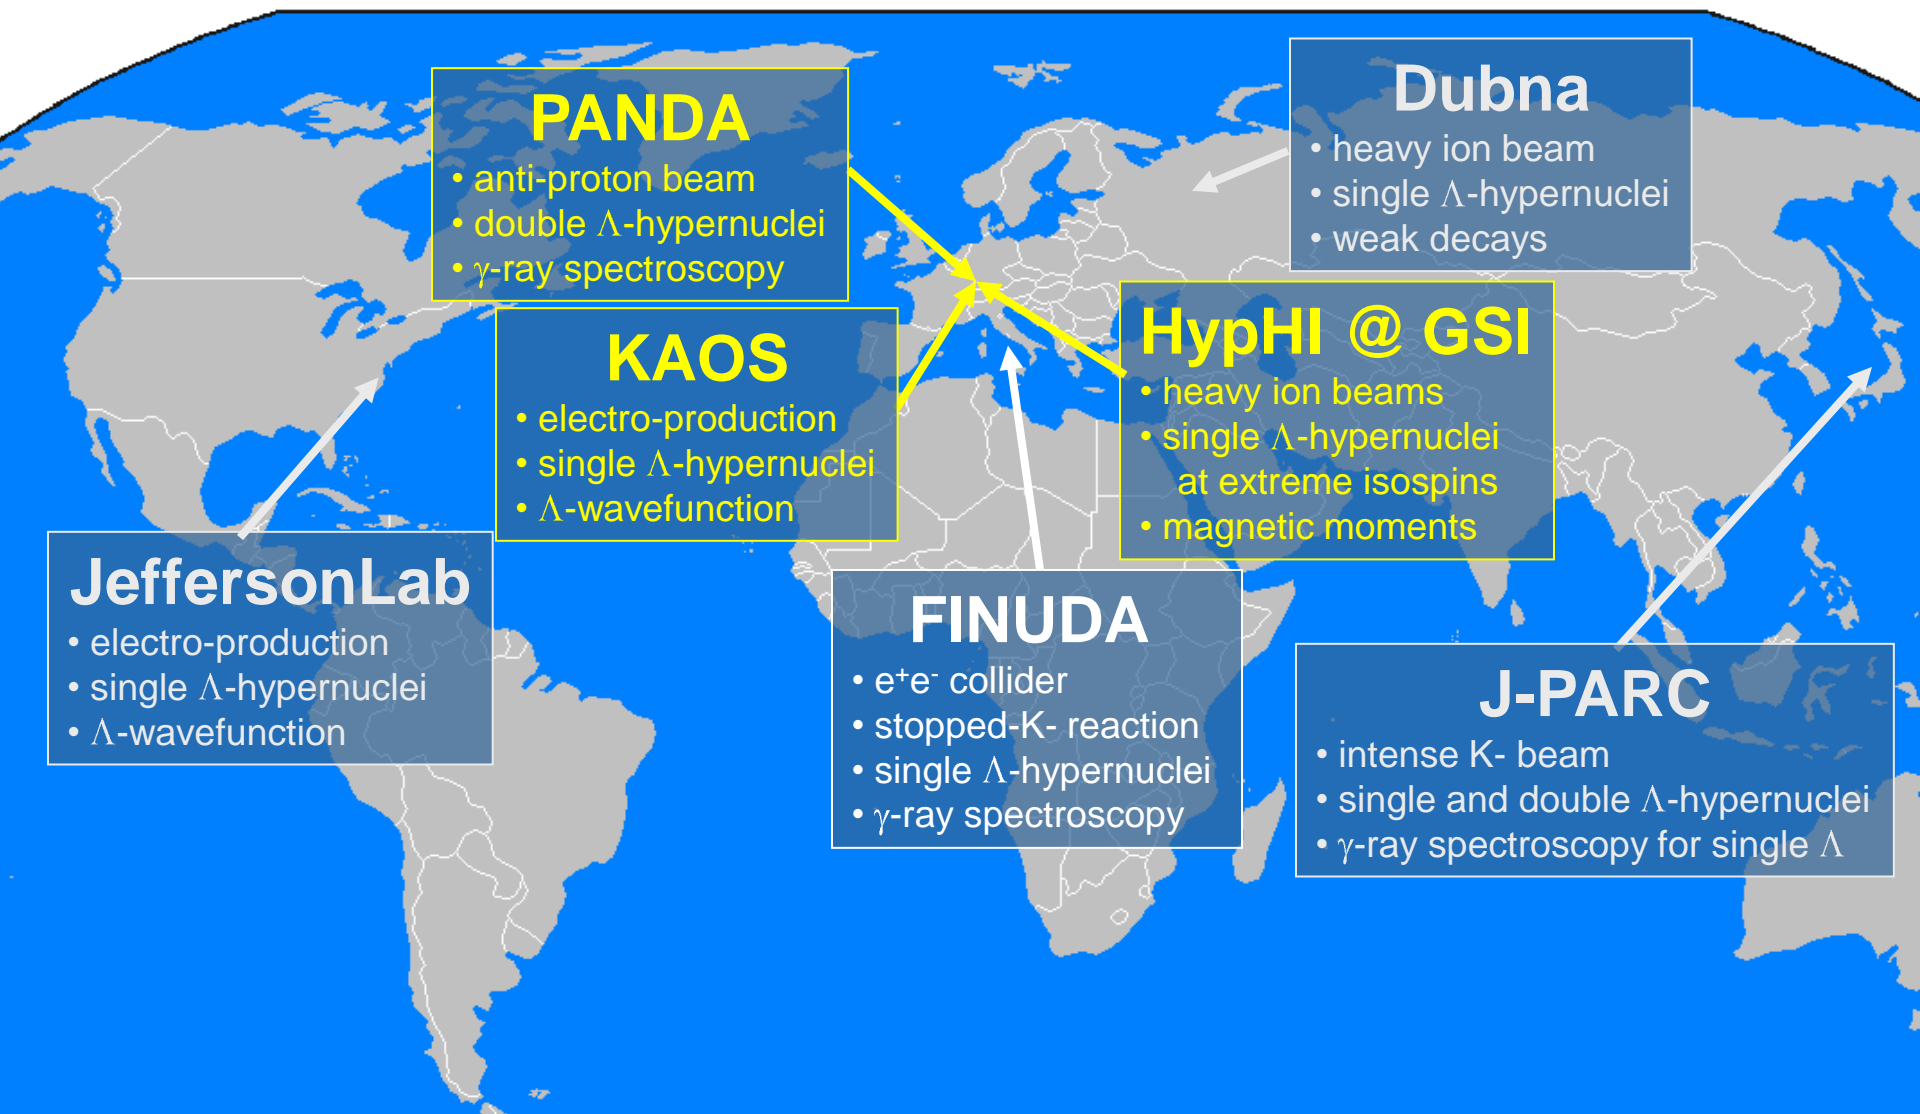 PANDA
• anti-proton beam
• double Λ-hypernuclei
• γ-ray spectroscopy
Dubna
• heavy ion beam
• single Λ-hypernuclei
• weak decays
KAOS
• electro-production
• single Λ-hypernuclei
• Λ-wavefunction
HypHI @ GSI
• heavy ion beams
• single Λ-hypernuclei
at extreme isospins
• magnetic moments
JeffersonLab
• electro-production
• single Λ-hypernuclei
• Λ-wavefunction
FINUDA
• e⁺e⁻ collider
• stopped-K- reaction
• single Λ-hypernuclei
• γ-ray spectroscopy
J-PARC
• intense K- beam
• single and double Λ-hypernuclei
• γ-ray spectroscopy for single Λ